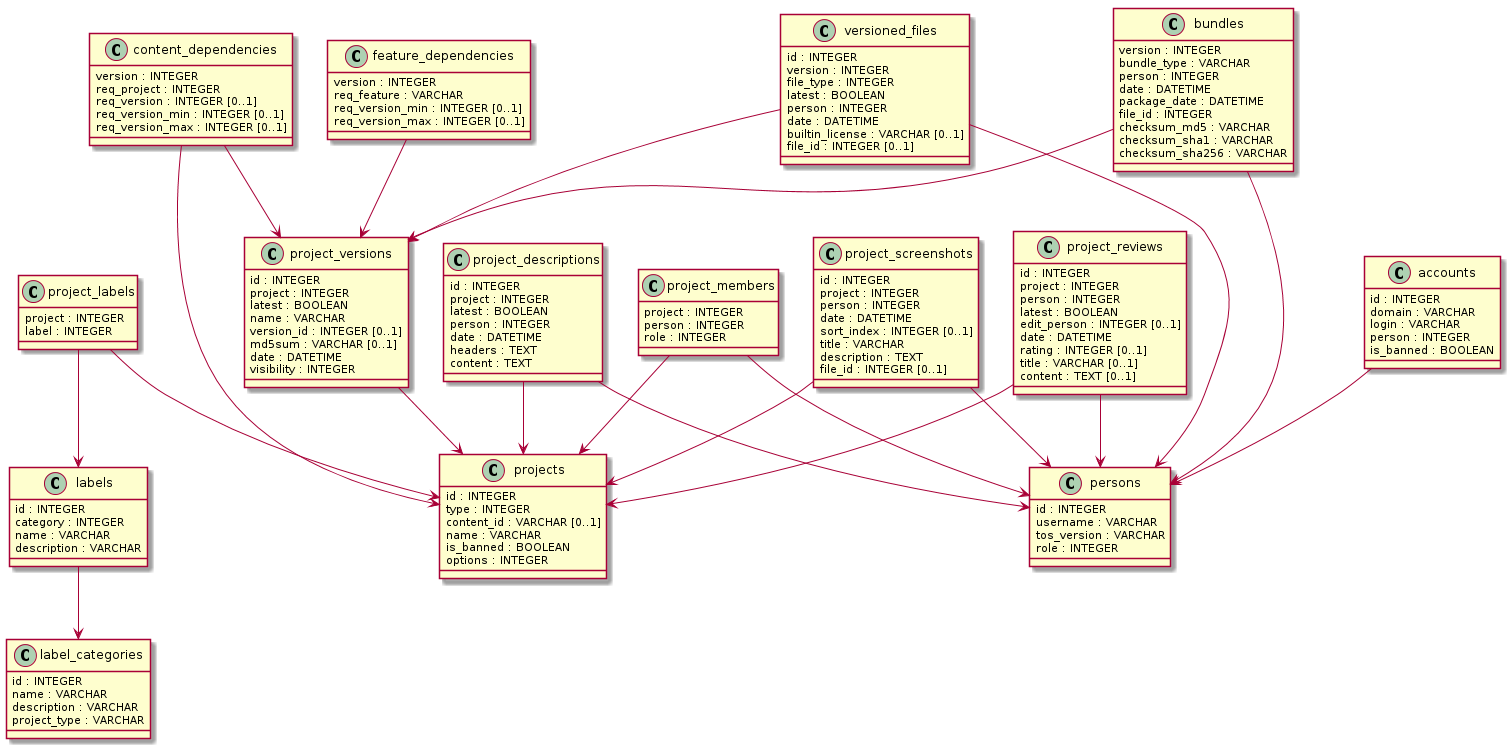 C content_dependencies
version : INTEGER
req_project : INTEGER
req_version : INTEGER [0..1]
req_version_min : INTEGER [0..1]
req_version_max : INTEGER [0..1]
C feature_dependencies
version : INTEGER
req_feature : VARCHAR
req_version_min : INTEGER [0..1]
req_version_max : INTEGER [0..1]
C versioned_files
id : INTEGER
version : INTEGER
file_type : INTEGER
latest : BOOLEAN
person : INTEGER
date : DATETIME
builtin_license : VARCHAR [0..1]
file_id : INTEGER [0..1]
C bundles
version : INTEGER
bundle_type : VARCHAR
person : INTEGER
date : DATETIME
package_date : DATETIME
file_id : INTEGER
checksum_md5 : VARCHAR
checksum_sha1 : VARCHAR
checksum_sha256 : VARCHAR
C project_labels
project : INTEGER
label : INTEGER
C project_versions
id : INTEGER
project : INTEGER
latest : BOOLEAN
name : VARCHAR
version_id : INTEGER [0..1]
md5sum : VARCHAR [0..1]
date : DATETIME
visibility : INTEGER
C project_descriptions
id : INTEGER
project : INTEGER
latest : BOOLEAN
person : INTEGER
date : DATETIME
headers : TEXT
content : TEXT
C project_members
project : INTEGER
person : INTEGER
role : INTEGER
C project_screenshots
id : INTEGER
project : INTEGER
person : INTEGER
date : DATETIME
sort_index : INTEGER [0..1]
title : VARCHAR
description : TEXT
file_id : INTEGER [0..1]
C project_reviews
id : INTEGER
project : INTEGER
person : INTEGER
latest : BOOLEAN
edit_person : INTEGER [0..1]
date : DATETIME
rating : INTEGER [0..1]
title : VARCHAR [0..1]
content : TEXT [0..1]
C accounts
id : INTEGER
domain : VARCHAR
login : VARCHAR
person : INTEGER
is_banned : BOOLEAN
C labels
id : INTEGER
category : INTEGER
name : VARCHAR
description : VARCHAR
C projects
id : INTEGER
type : INTEGER
content_id : VARCHAR [0..1]
name : VARCHAR
is_banned : BOOLEAN
options : INTEGER
C persons
id : INTEGER
username : VARCHAR
tos_version : VARCHAR
role : INTEGER
C label_categories
id : INTEGER
name : VARCHAR
description : VARCHAR
project_type : VARCHAR